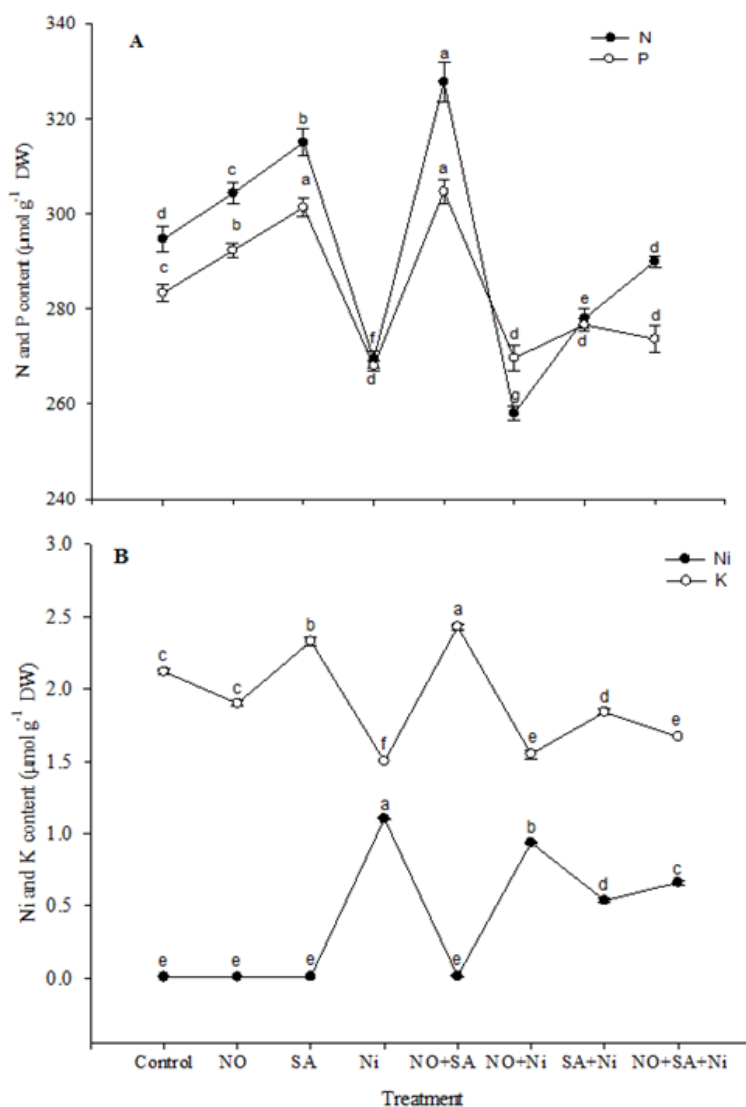 A
N
P
340
320
300
280
260
240
N and P content (µmol g⁻¹ DW)
d
c
c
b
b
a
f
d
a
a
d
g
e
d
d
d
B
Ni
K
3.0
2.5
2.0
1.5
1.0
0.5
0.0
Ni and K content (µmol g⁻¹ DW)
c
c
b
f
a
e
d
e
e
e
e
a
e
b
d
c
Control NO SA Ni NO+SA NO+Ni SA+Ni NO+SA+Ni
Treatment